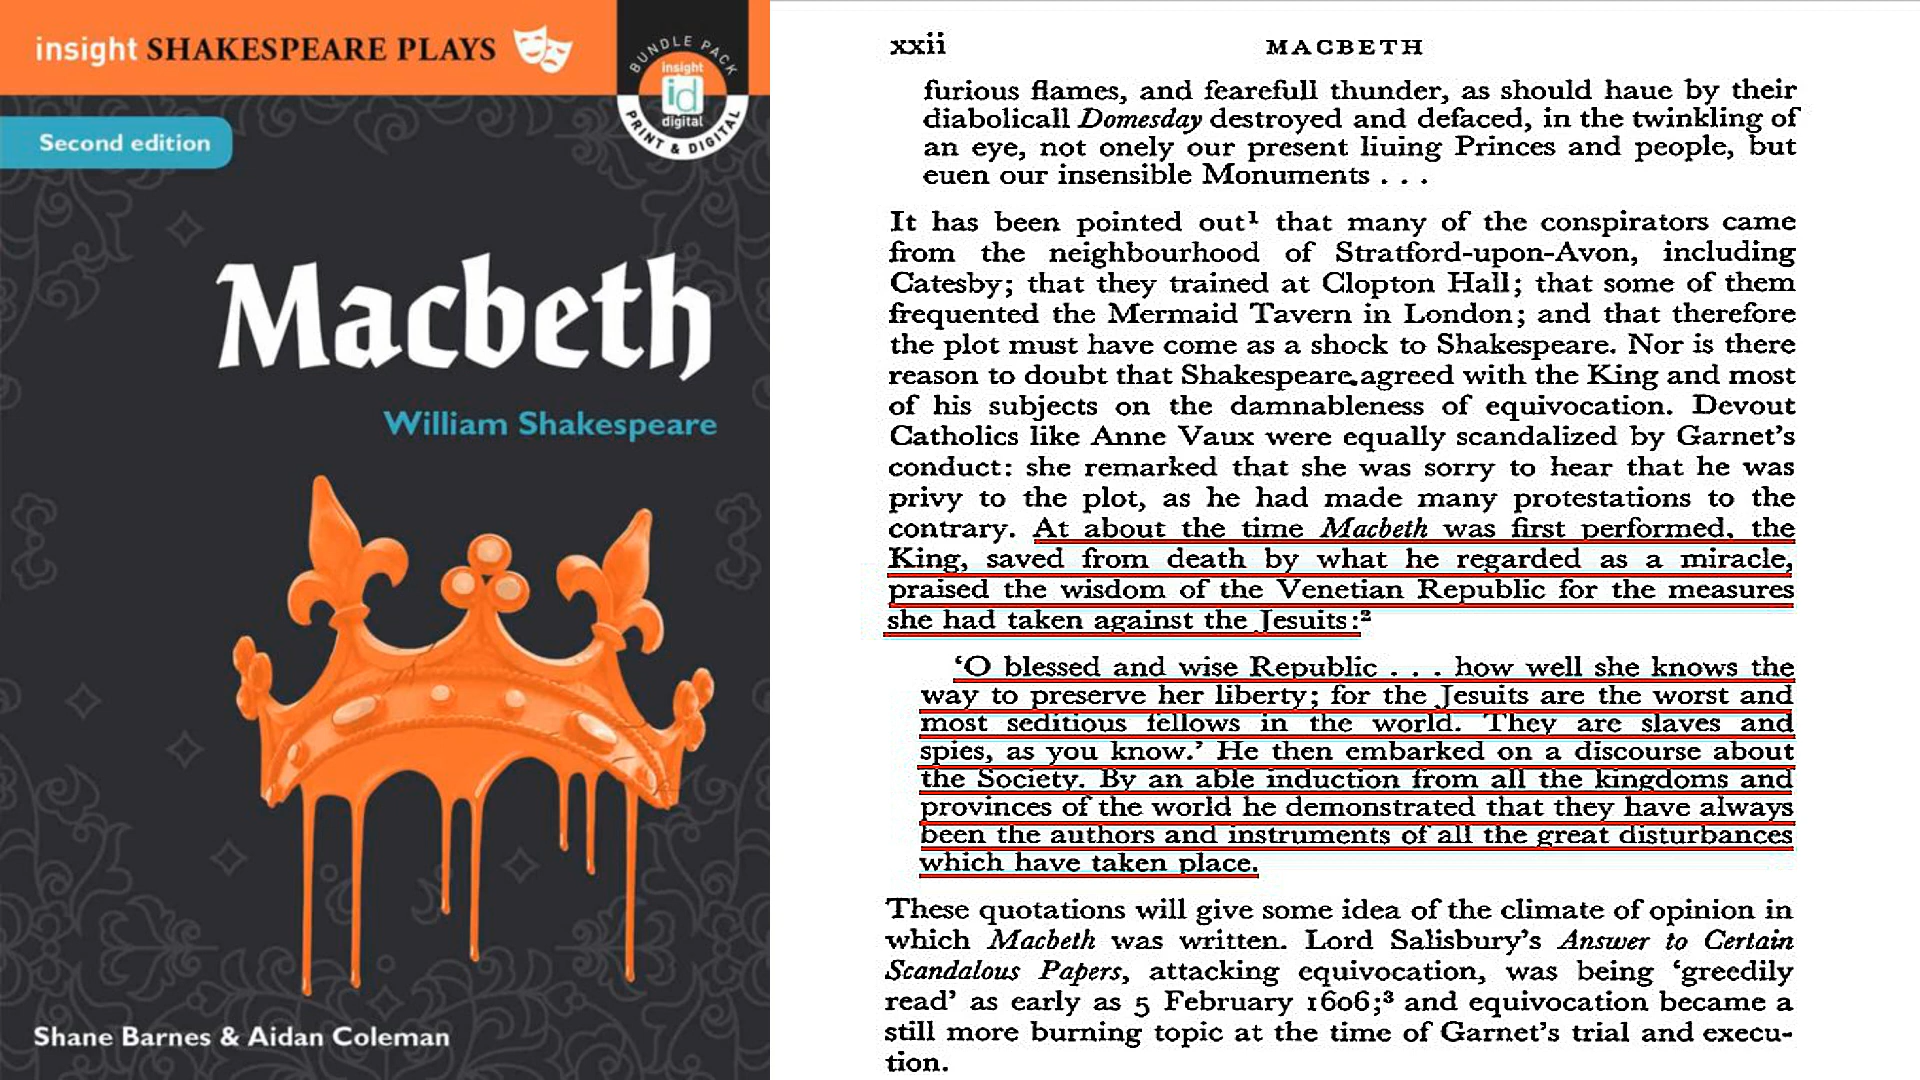 insight SHAKESPEARE PLAYS
BUNDLE PACK
insight
id
digital
PRINT & DIGITAL
Second edition
Macbeth
William Shakespeare
Shane Barnes & Aidan Coleman
xxii MACBETH
furious flames, and fearefull thunder, as should haue by their
diabolicall Domesday destroyed and defaced, in the twinkling of
an eye, not onely our present liuing Princes and people, but
euen our insensible Monuments . . .
It has been pointed out¹ that many of the conspirators came
from the neighbourhood of Stratford-upon-Avon, including
Catesby; that they trained at Clopton Hall; that some of them
frequented the Mermaid Tavern in London; and that therefore
the plot must have come as a shock to Shakespeare. Nor is there
reason to doubt that Shakespeare agreed with the King and most
of his subjects on the damnableness of equivocation. Devout
Catholics like Anne Vaux were equally scandalized by Garnet's
conduct: she remarked that she was sorry to hear that he was
privy to the plot, as he had made many protestations to the
contrary. At about the time Macbeth was first performed, the
King, saved from death by what he regarded as a miracle,
praised the wisdom of the Venetian Republic for the measures
she had taken against the Jesuits:²
‘O blessed and wise Republic . . . how well she knows the
way to preserve her liberty; for the Jesuits are the worst and
most seditious fellows in the world. They are slaves and
spies, as you know.’ He then embarked on a discourse about
the Society. By an able induction from all the kingdoms and
provinces of the world he demonstrated that they have always
been the authors and instruments of all the great disturbances
which have taken place.
These quotations will give some idea of the climate of opinion in
which Macbeth was written. Lord Salisbury's Answer to Certain
Scandalous Papers, attacking equivocation, was being ‘greedily
read’ as early as 5 February 1606;³ and equivocation became a
still more burning topic at the time of Garnet's trial and execu-
tion.